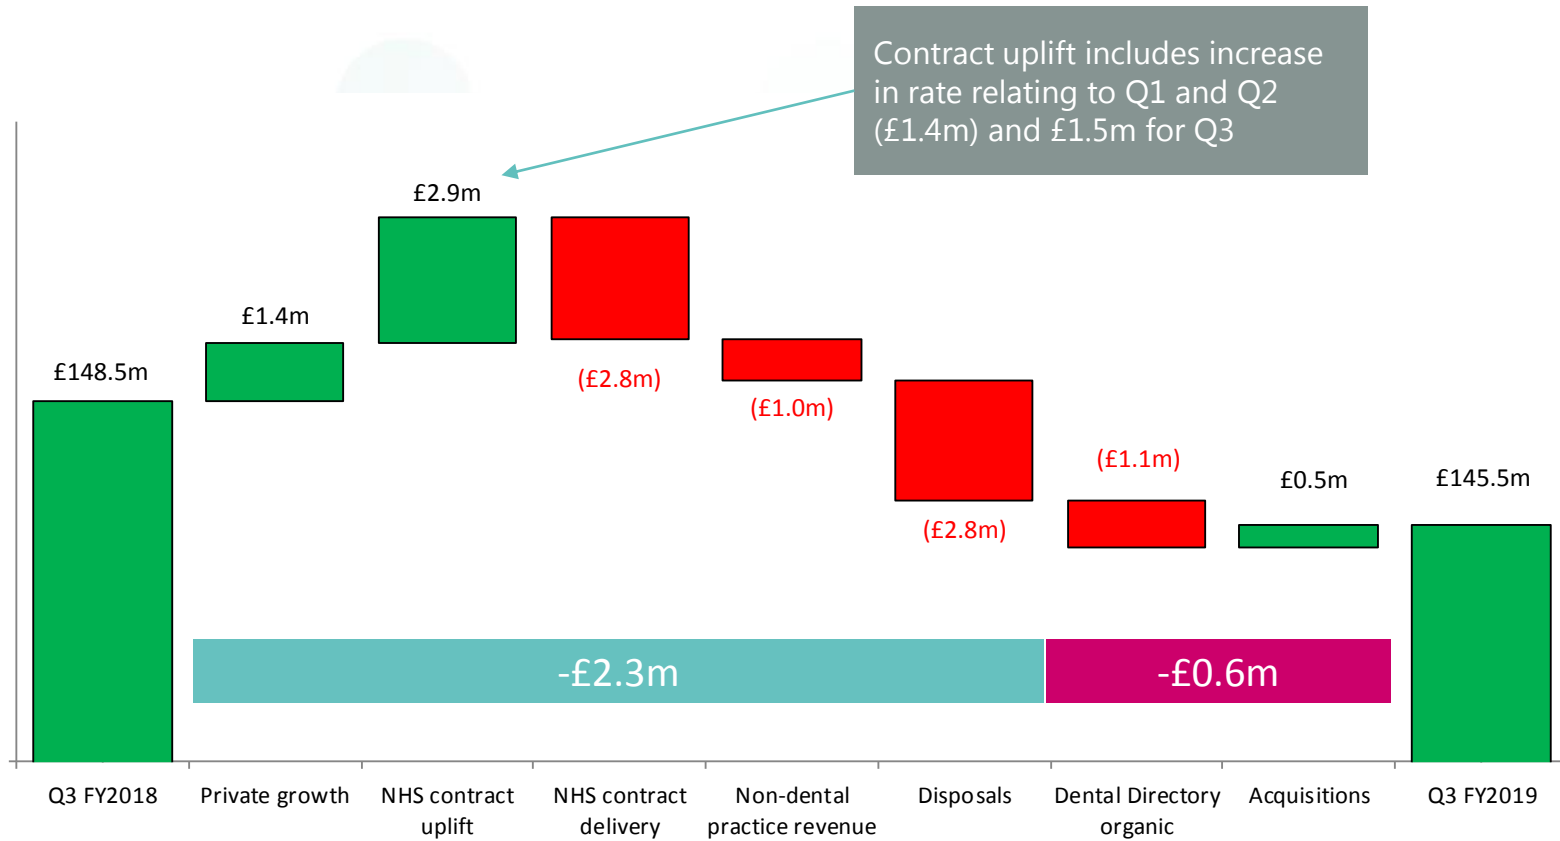 Contract uplift includes increase
in rate relating to Q1 and Q2
(£1.4m) and £1.5m for Q3
£148.5m
£1.4m
£2.9m
(£2.8m)
(£1.0m)
(£2.8m)
(£1.1m)
£0.5m
£145.5m
-£2.3m
-£0.6m
Q3 FY2018
Private growth
NHS contract
uplift
NHS contract
delivery
Non-dental
practice revenue
Disposals
Dental Directory
organic
Acquisitions
Q3 FY2019